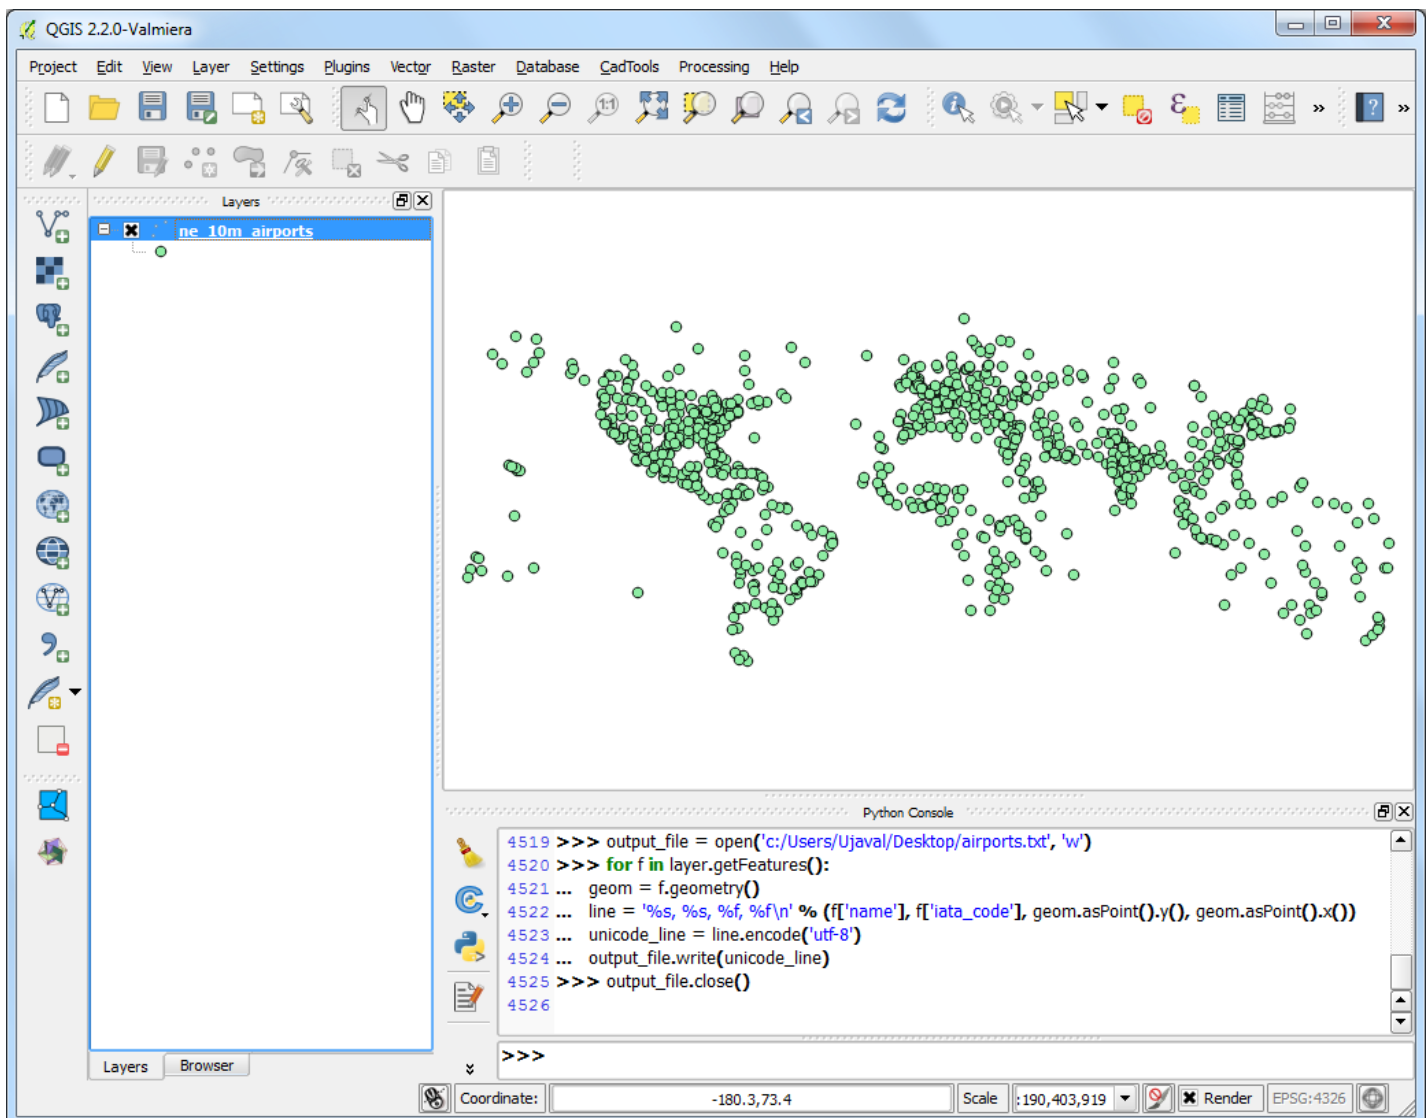 QGIS 2.2.0-Valmiera
Project Edit View Layer Settings Plugins Vector Raster Database CadTools Processing Help
1:1
Layers
ne_10m_airports
Python Console
4519 >>> output_file = open('c:/Users/Ujaval/Desktop/airports.txt', 'w')
4520 >>> for f in layer.getFeatures():
4521 ... geom = f.geometry()
4522 ... line = '%s, %s, %f, %f\n' % (f['name'], f['iata_code'], geom.asPoint().y(), geom.asPoint().x())
4523 ... unicode_line = line.encode('utf-8')
4524 ... output_file.write(unicode_line)
4525 >>> output_file.close()
4526
>>>
Layers Browser
Coordinate: -180.3,73.4 Scale :190,403,919 Render EPSG:4326